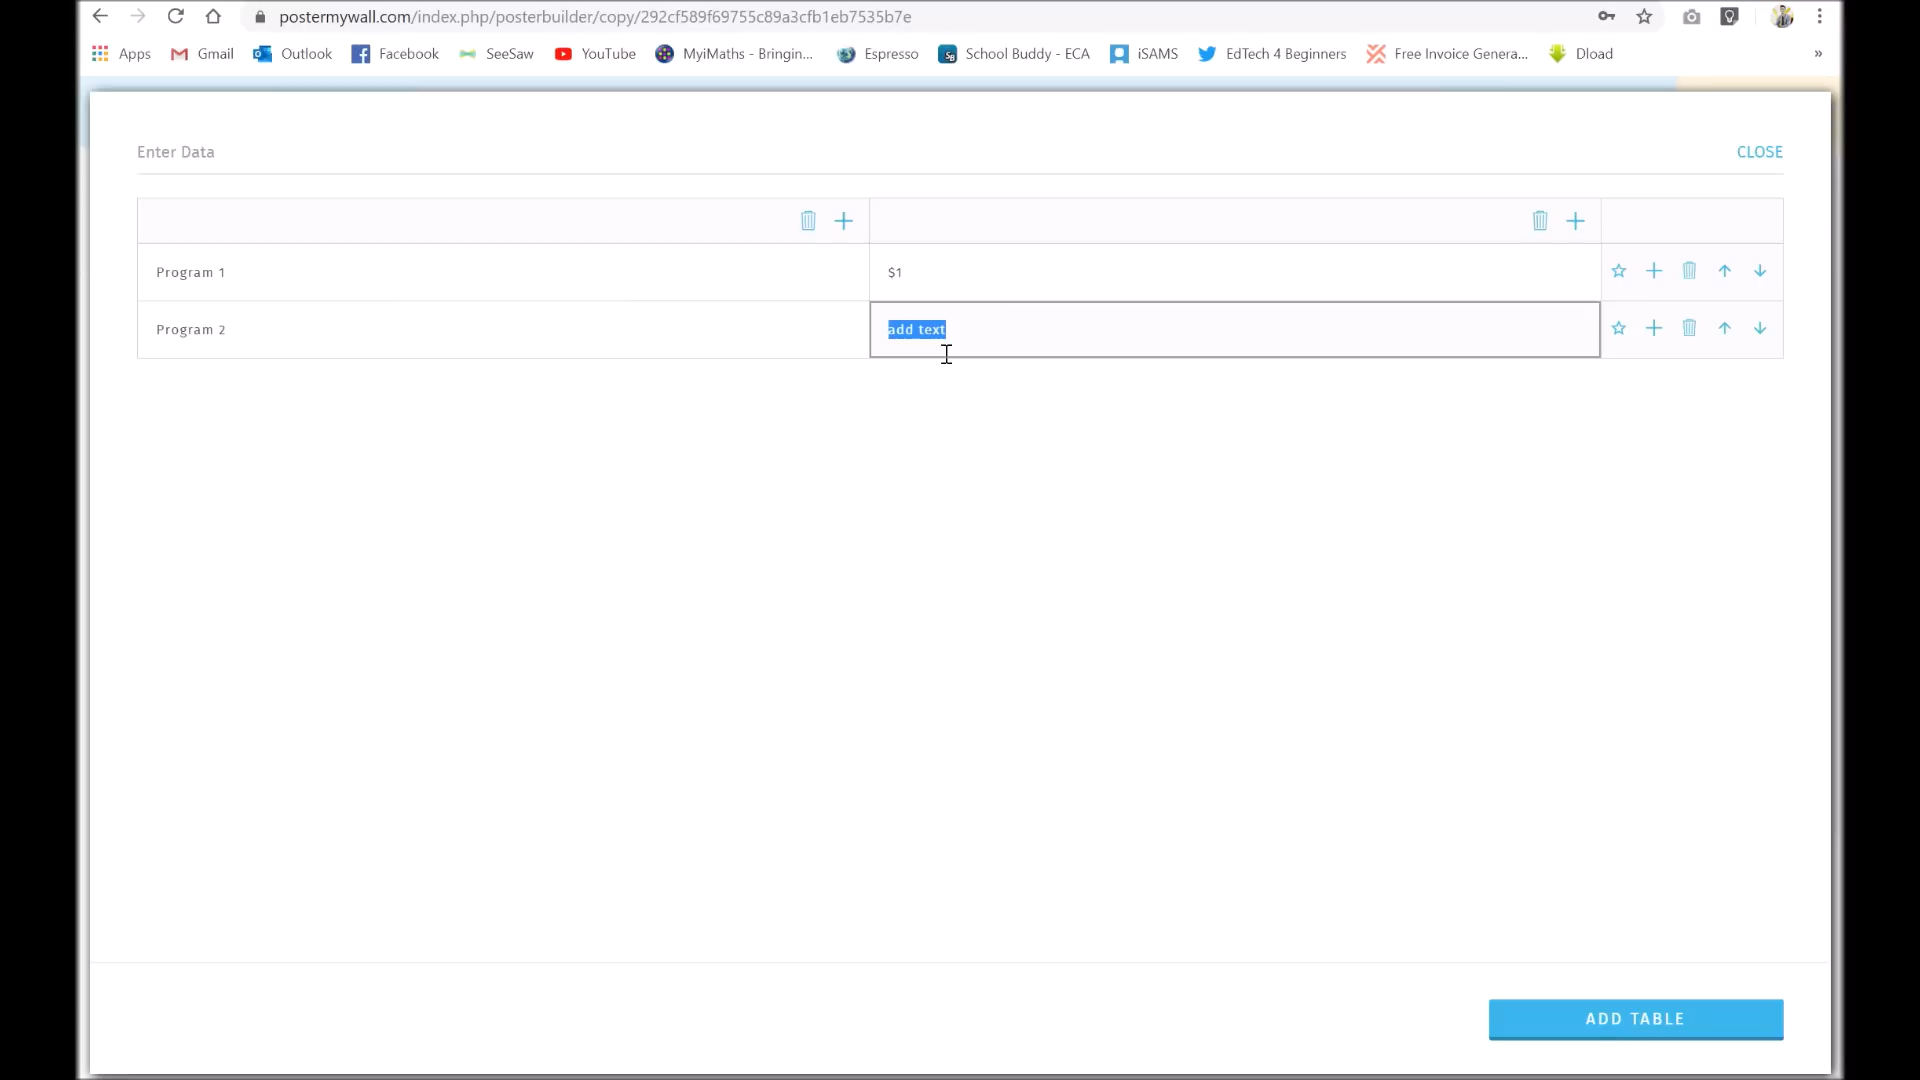 postermywall.com/index.php/posterbuilder/copy/292cf589f69755c89a3cfb1eb7535b7e
Apps Gmail Outlook Facebook SeeSaw YouTube MyiMaths - Bringin... Espresso School Buddy - ECA iSAMS EdTech 4 Beginners Free Invoice Genera... Dload »
Enter Data CLOSE
Program 1 $1
Program 2 add text
ADD TABLE